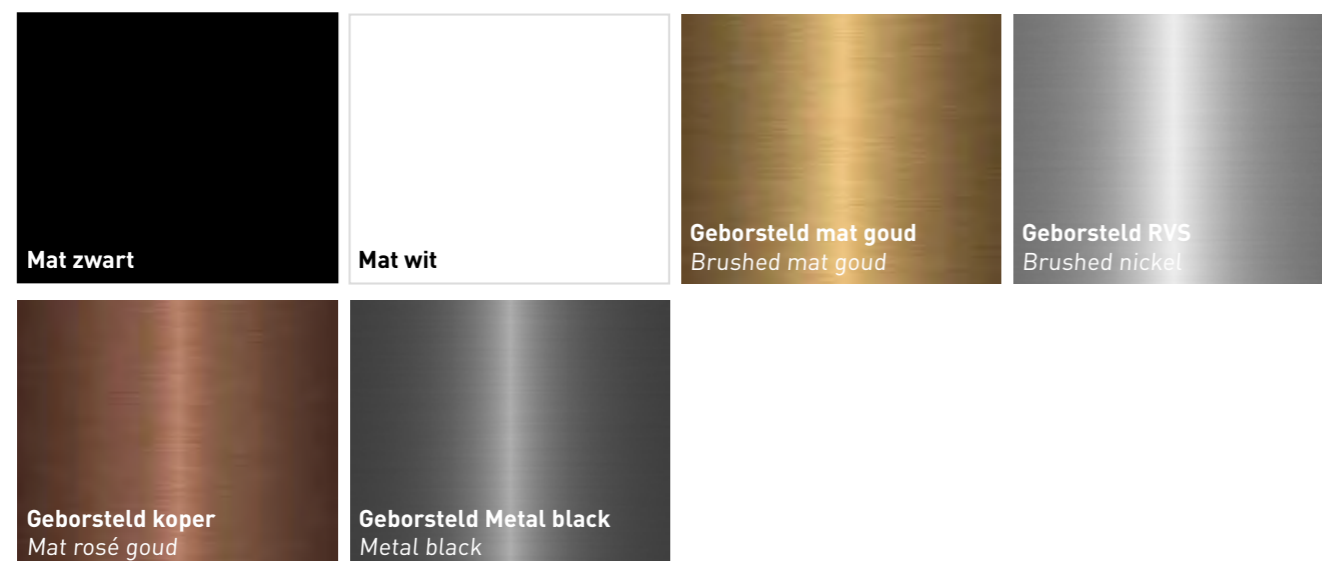 Mat zwart
Mat wit
Geborsteld mat goud
Brushed mat goud
Geborsteld RVS
Brushed nickel
Geborsteld koper
Mat rosé goud
Geborsteld Metal black
Metal black